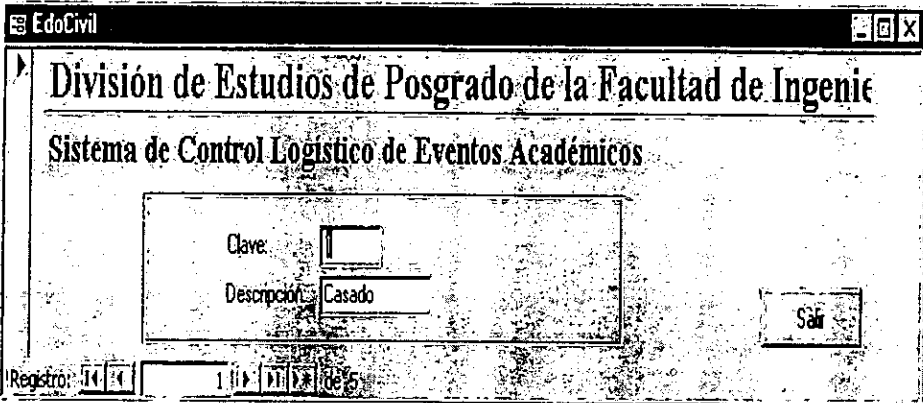 EdoCivil
División de Estudios de Posgrado de la Facultad de Ingenie
Sistema de Control Logístico de Eventos Académicos
Clave:
Descripción: Casado
Salir
Registro: 1 de 5